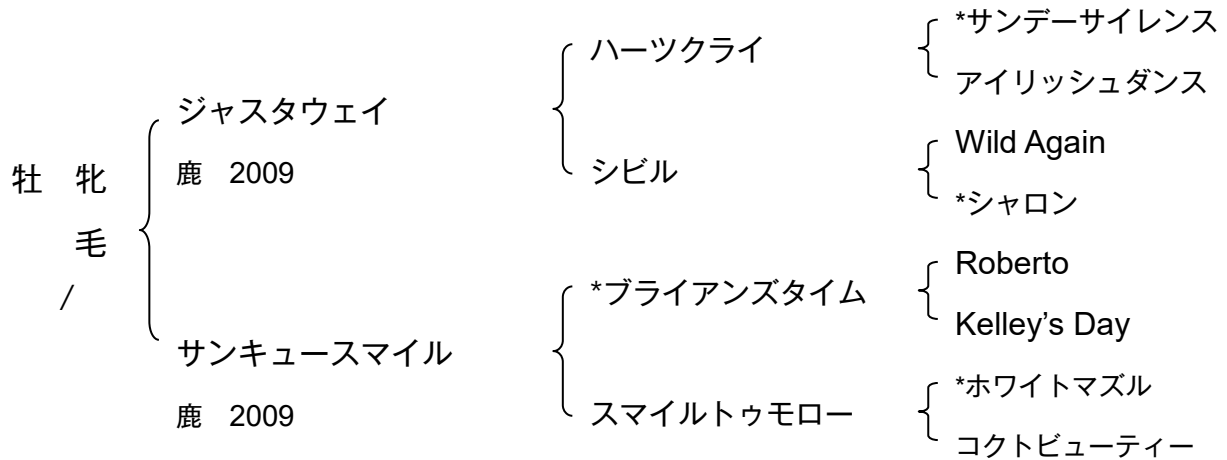 牡 牝
毛
/
ジャスタウェイ
鹿 2009
サンキュースマイル
鹿 2009
ハーツクライ
シビル
*ブライアンズタイム
スマイルトゥモロー
*サンデーサイレンス
アイリッシュダンス
Wild Again
*シャロン
Roberto
Kelley’s Day
*ホワイトマズル
コクトビューティー